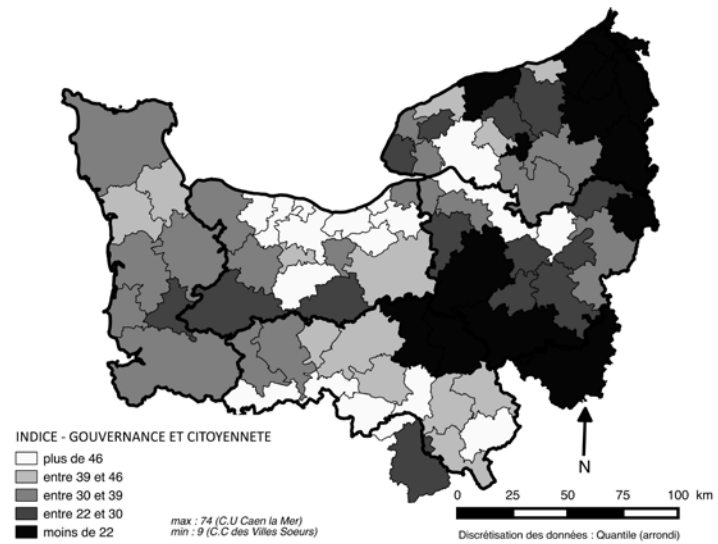 INDICE - GOUVERNANCE ET CITOYENNETE
plus de 46
entre 39 et 46
entre 30 et 39
entre 22 et 30
moins de 22
max : 74 (C.U Caen la Mer)
min : 9 (C.C des Villes Soeurs)
N
0 25 50 75 100 km
Discrétisation des données : Quantile (arrondi)